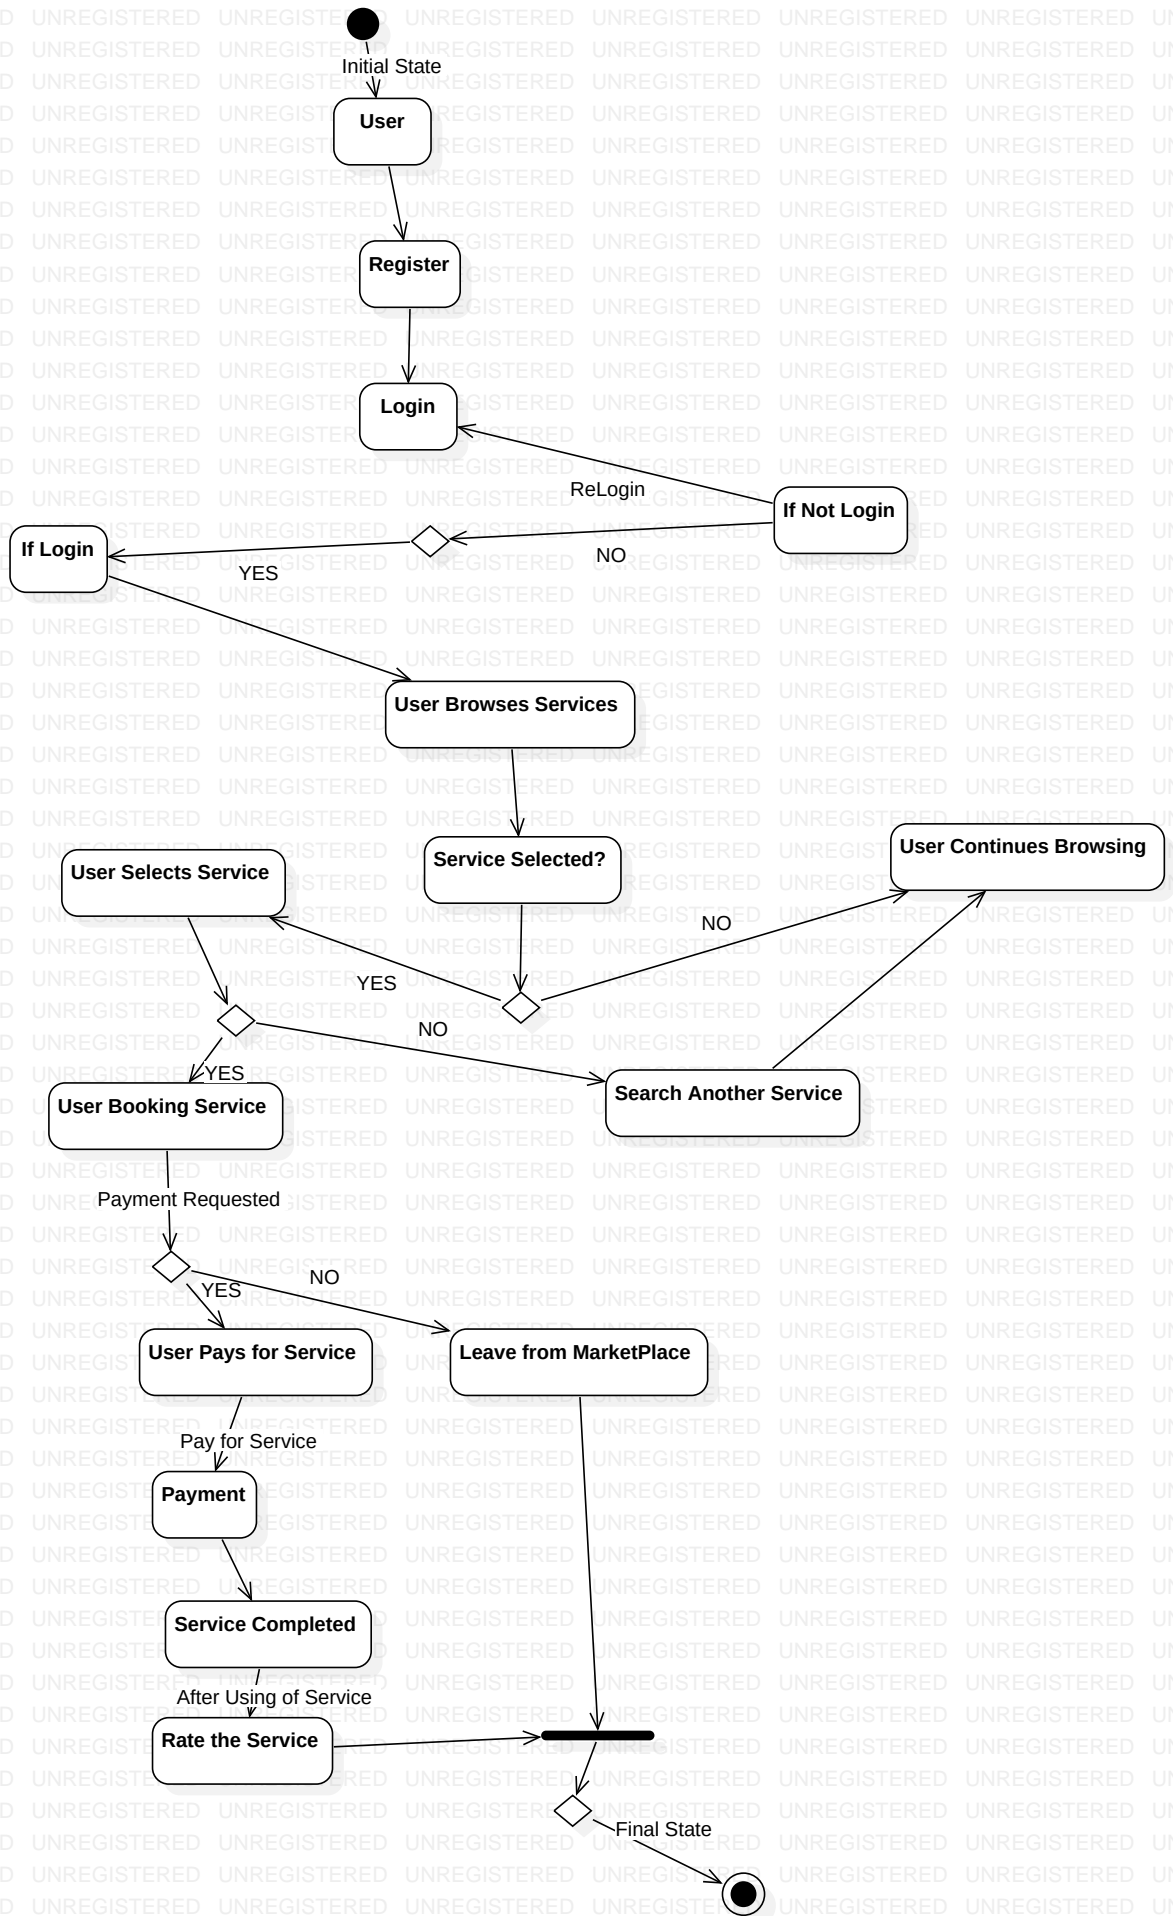 Initial State
User
Register
Login
ReLogin
If Not Login
If Login
NO
YES
User Browses Services
Service Selected?
User Continues Browsing
User Selects Service
NO
YES
NO
YES
User Booking Service
Search Another Service
Payment Requested
NO
YES
User Pays for Service
Leave from MarketPlace
Pay for Service
Payment
Service Completed
After Using of Service
Rate the Service
Final State